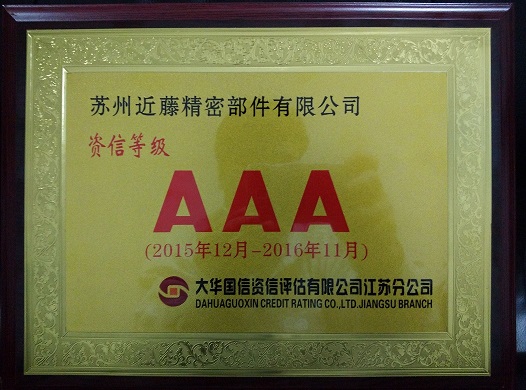 苏州近藤精密部件有限公司
资信等级
AAA
(2015年12月-2016年11月)
大华国信资信评估有限公司江苏分公司
DAHUAGUOXIN CREDIT RATING CO.,LTD.JIANGSU BRANCH